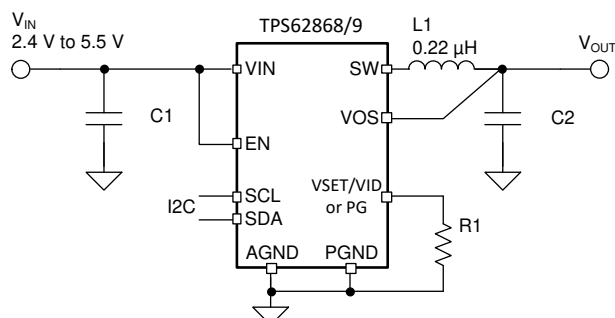 TPS62868/9
VIN
2.4 V to 5.5 V
L1
0.22 µH
VOUT
VIN
SW
C1
VOS
C2
EN
VSET/VID
or PG
SCL
I2C
SDA
R1
AGND
PGND